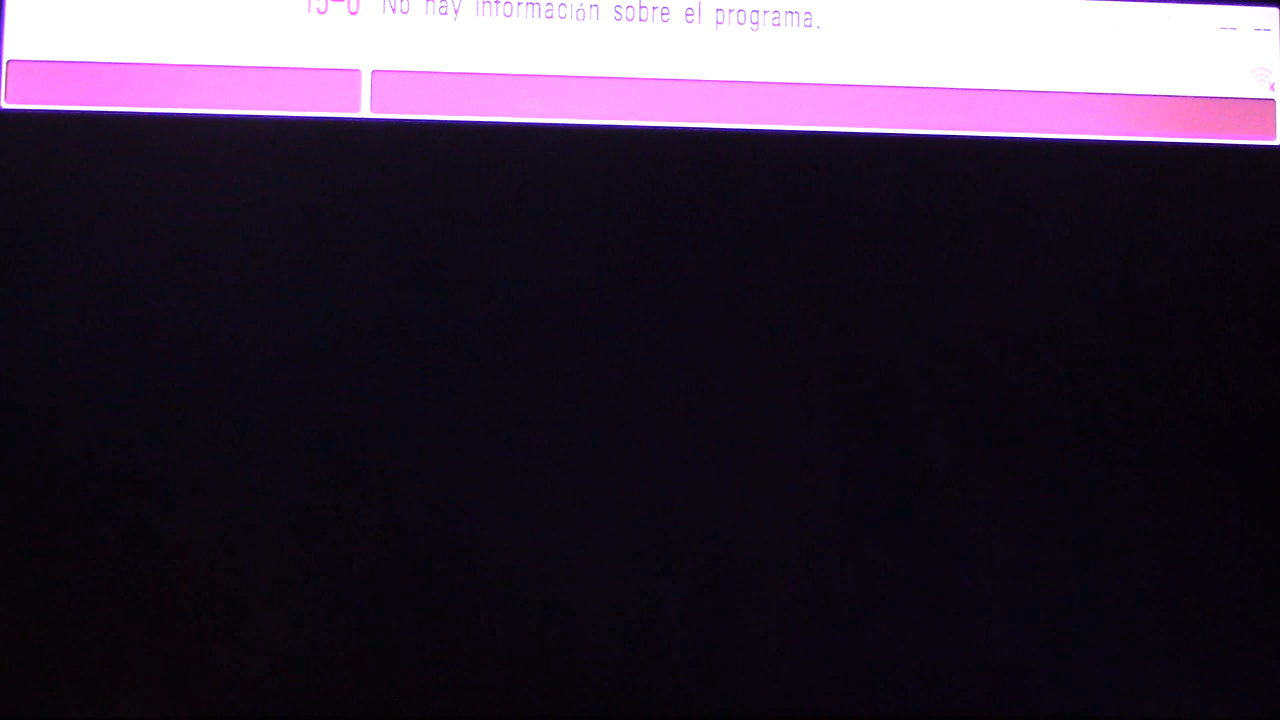 15-0 No hay información sobre el programa.
-- --